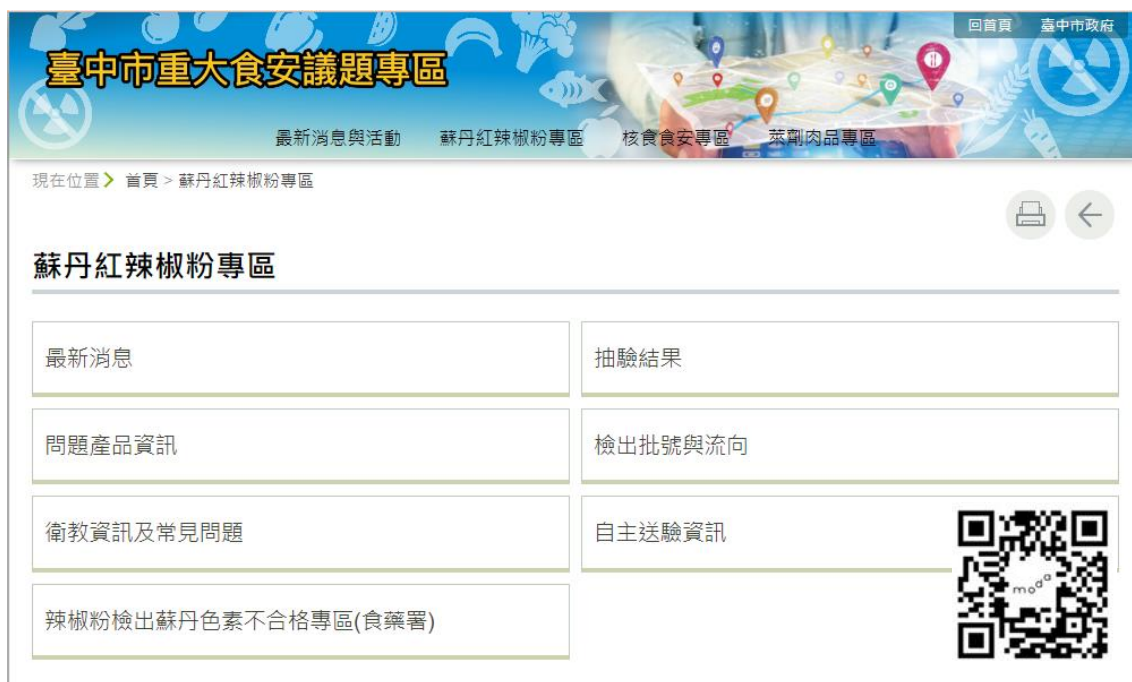 回首頁 臺中市政府
臺中市重大食安議題專區
最新消息與活動 蘇丹紅辣椒粉專區 核食食安專區 萊劑肉品專區
現在位置 首頁 > 蘇丹紅辣椒粉專區
蘇丹紅辣椒粉專區
最新消息 抽驗結果
問題產品資訊 檢出批號與流向
衛教資訊及常見問題 自主送驗資訊
moda
辣椒粉檢出蘇丹色素不合格專區(食藥署)